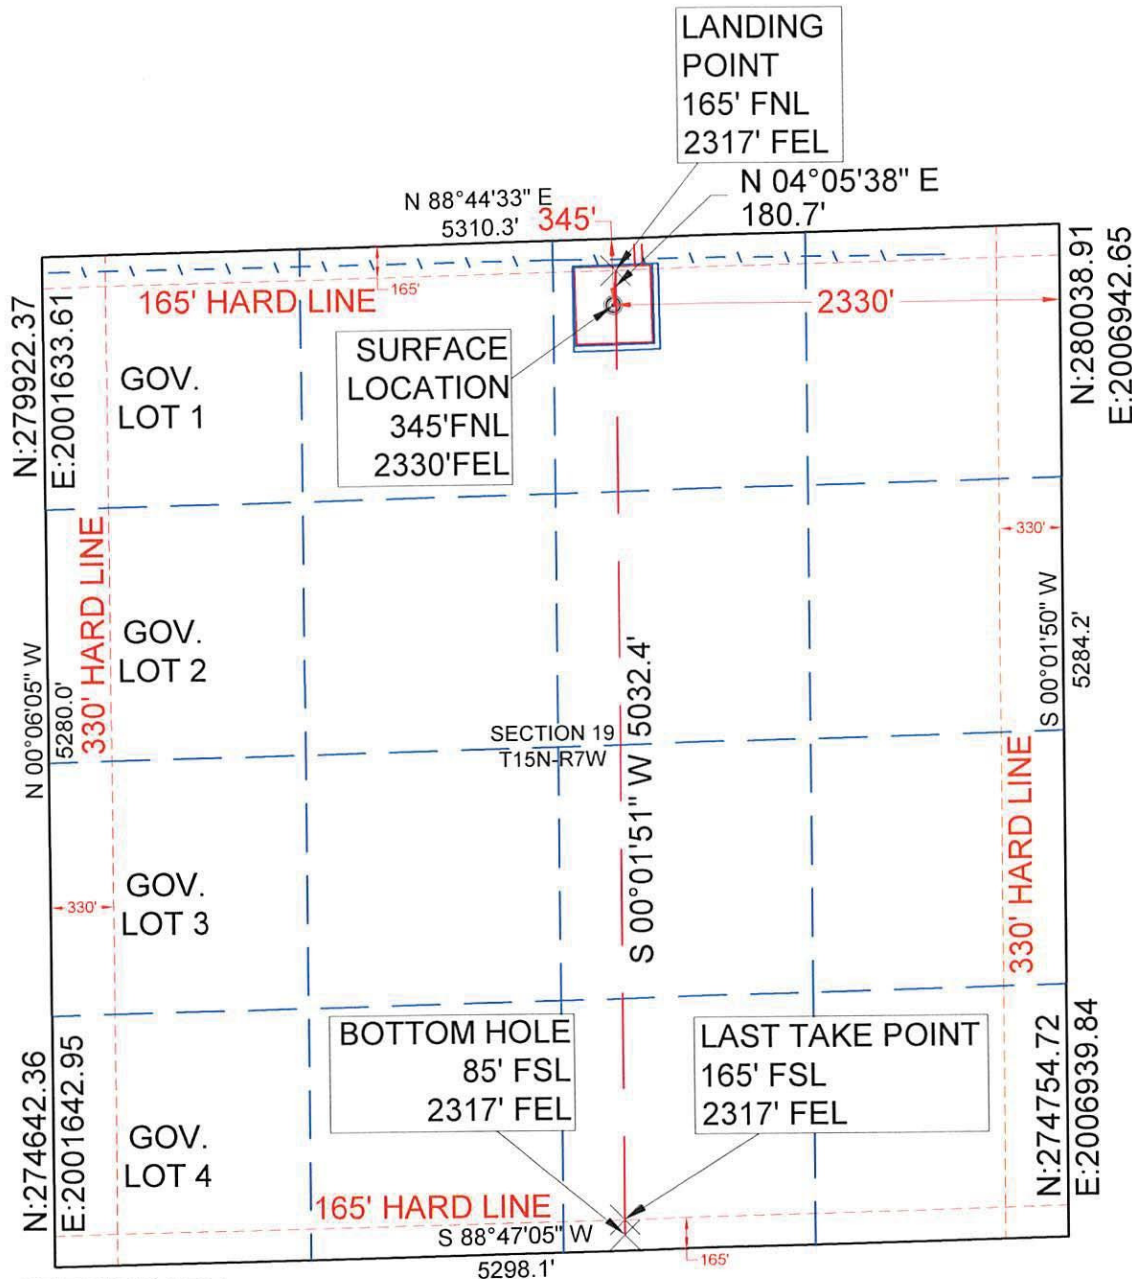 LANDING
POINT
165' FNL
2317' FEL
N 04°05'38" E
180.7'
N 88°44'33" E
5310.3'
345'
N:279922.37
E:2001633.61
N:280038.91
E:2006942.65
165' HARD LINE
165'
2330'
SURFACE
LOCATION
345'FNL
2330'FEL
GOV.
LOT 1
330' HARD LINE
330'
GOV.
LOT 2
N 00°06'05" W
5280.0'
S 00°01'50" W
5284.2'
SECTION 19
T15N-R7W
S 00°01'51" W 5032.4'
330' HARD LINE
GOV.
LOT 3
330'
BOTTOM HOLE
85' FSL
2317' FEL
LAST TAKE POINT
165' FSL
2317' FEL
N:274642.36
E:2001642.95
N:274754.72
E:2006939.84
GOV.
LOT 4
165' HARD LINE
S 88°47'05" W
5298.1'
165'